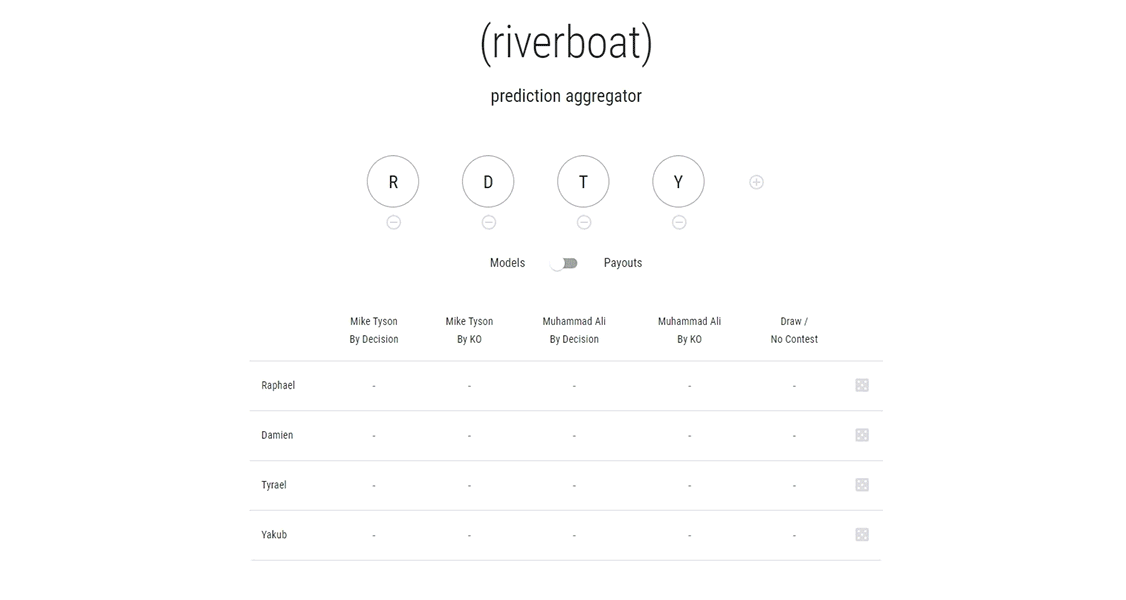 (riverboat)
prediction aggregator
R D T Y
Models Payouts
Mike Tyson Mike Tyson Muhammad Ali Muhammad Ali Draw /
By Decision By KO By Decision By KO No Contest
Raphael - - - - -
Damien - - - - -
Tyrael - - - - -
Yakub - - - - -